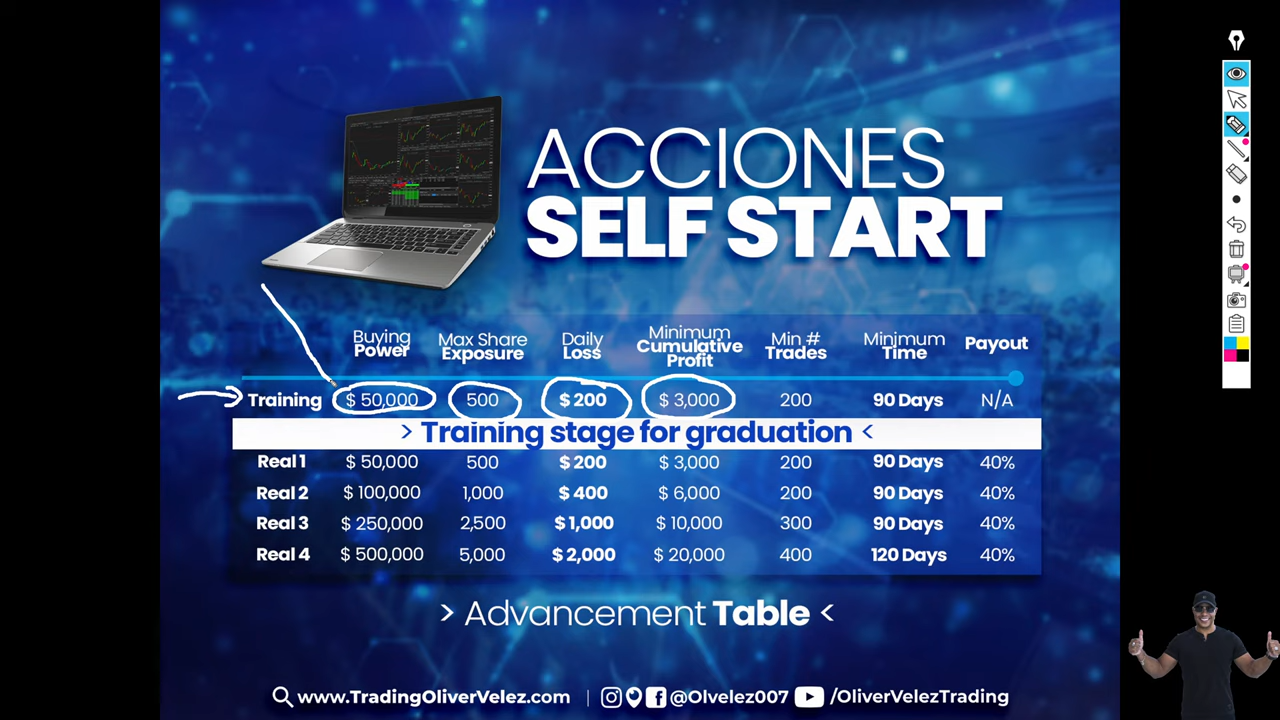 ACCIONES
SELF START
Buying Power Max Share Exposure Daily Loss Minimum Cumulative Profit Min # Trades Minimum Time Payout
Training $ 50,000 500 $ 200 $ 3,000 200 90 Days N/A
> Training stage for graduation <
Real 1 $ 50,000 500 $ 200 $ 3,000 200 90 Days 40%
Real 2 $ 100,000 1,000 $ 400 $ 6,000 200 90 Days 40%
Real 3 $ 250,000 2,500 $ 1,000 $ 10,000 300 90 Days 40%
Real 4 $ 500,000 5,000 $ 2,000 $ 20,000 400 120 Days 40%
> Advancement Table <
www.TradingOliverVelez.com | @Olvelez007 /OliverVelezTrading